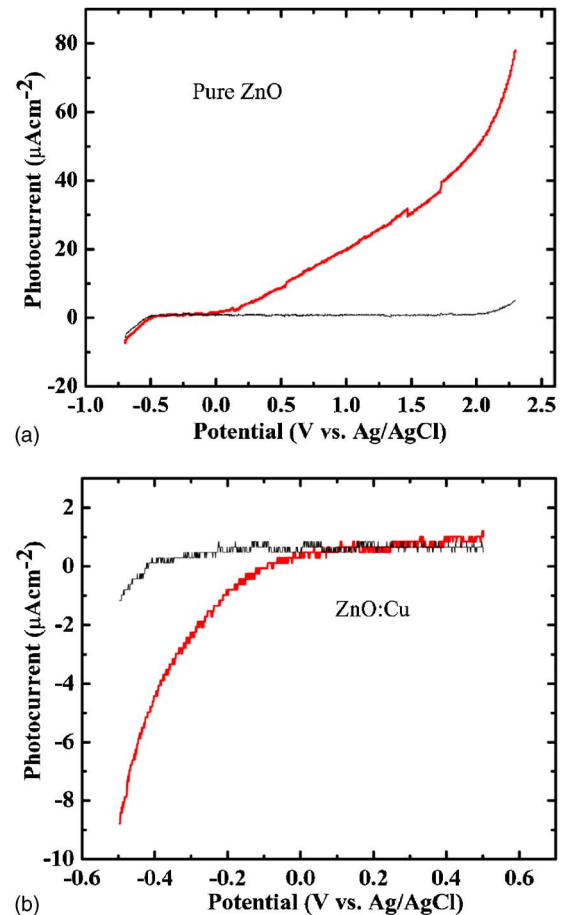 80
60
40
20
0
-20
Photocurrent (μAcm-2)
Pure ZnO
-1.0 -0.5 0.0 0.5 1.0 1.5 2.0 2.5
Potential (V vs. Ag/AgCl)
(a)
2
0
-2
-4
-6
-8
-10
Photocurrent (μAcm-2)
ZnO:Cu
-0.6 -0.4 -0.2 0.0 0.2 0.4 0.6
Potential (V vs. Ag/AgCl)
(b)